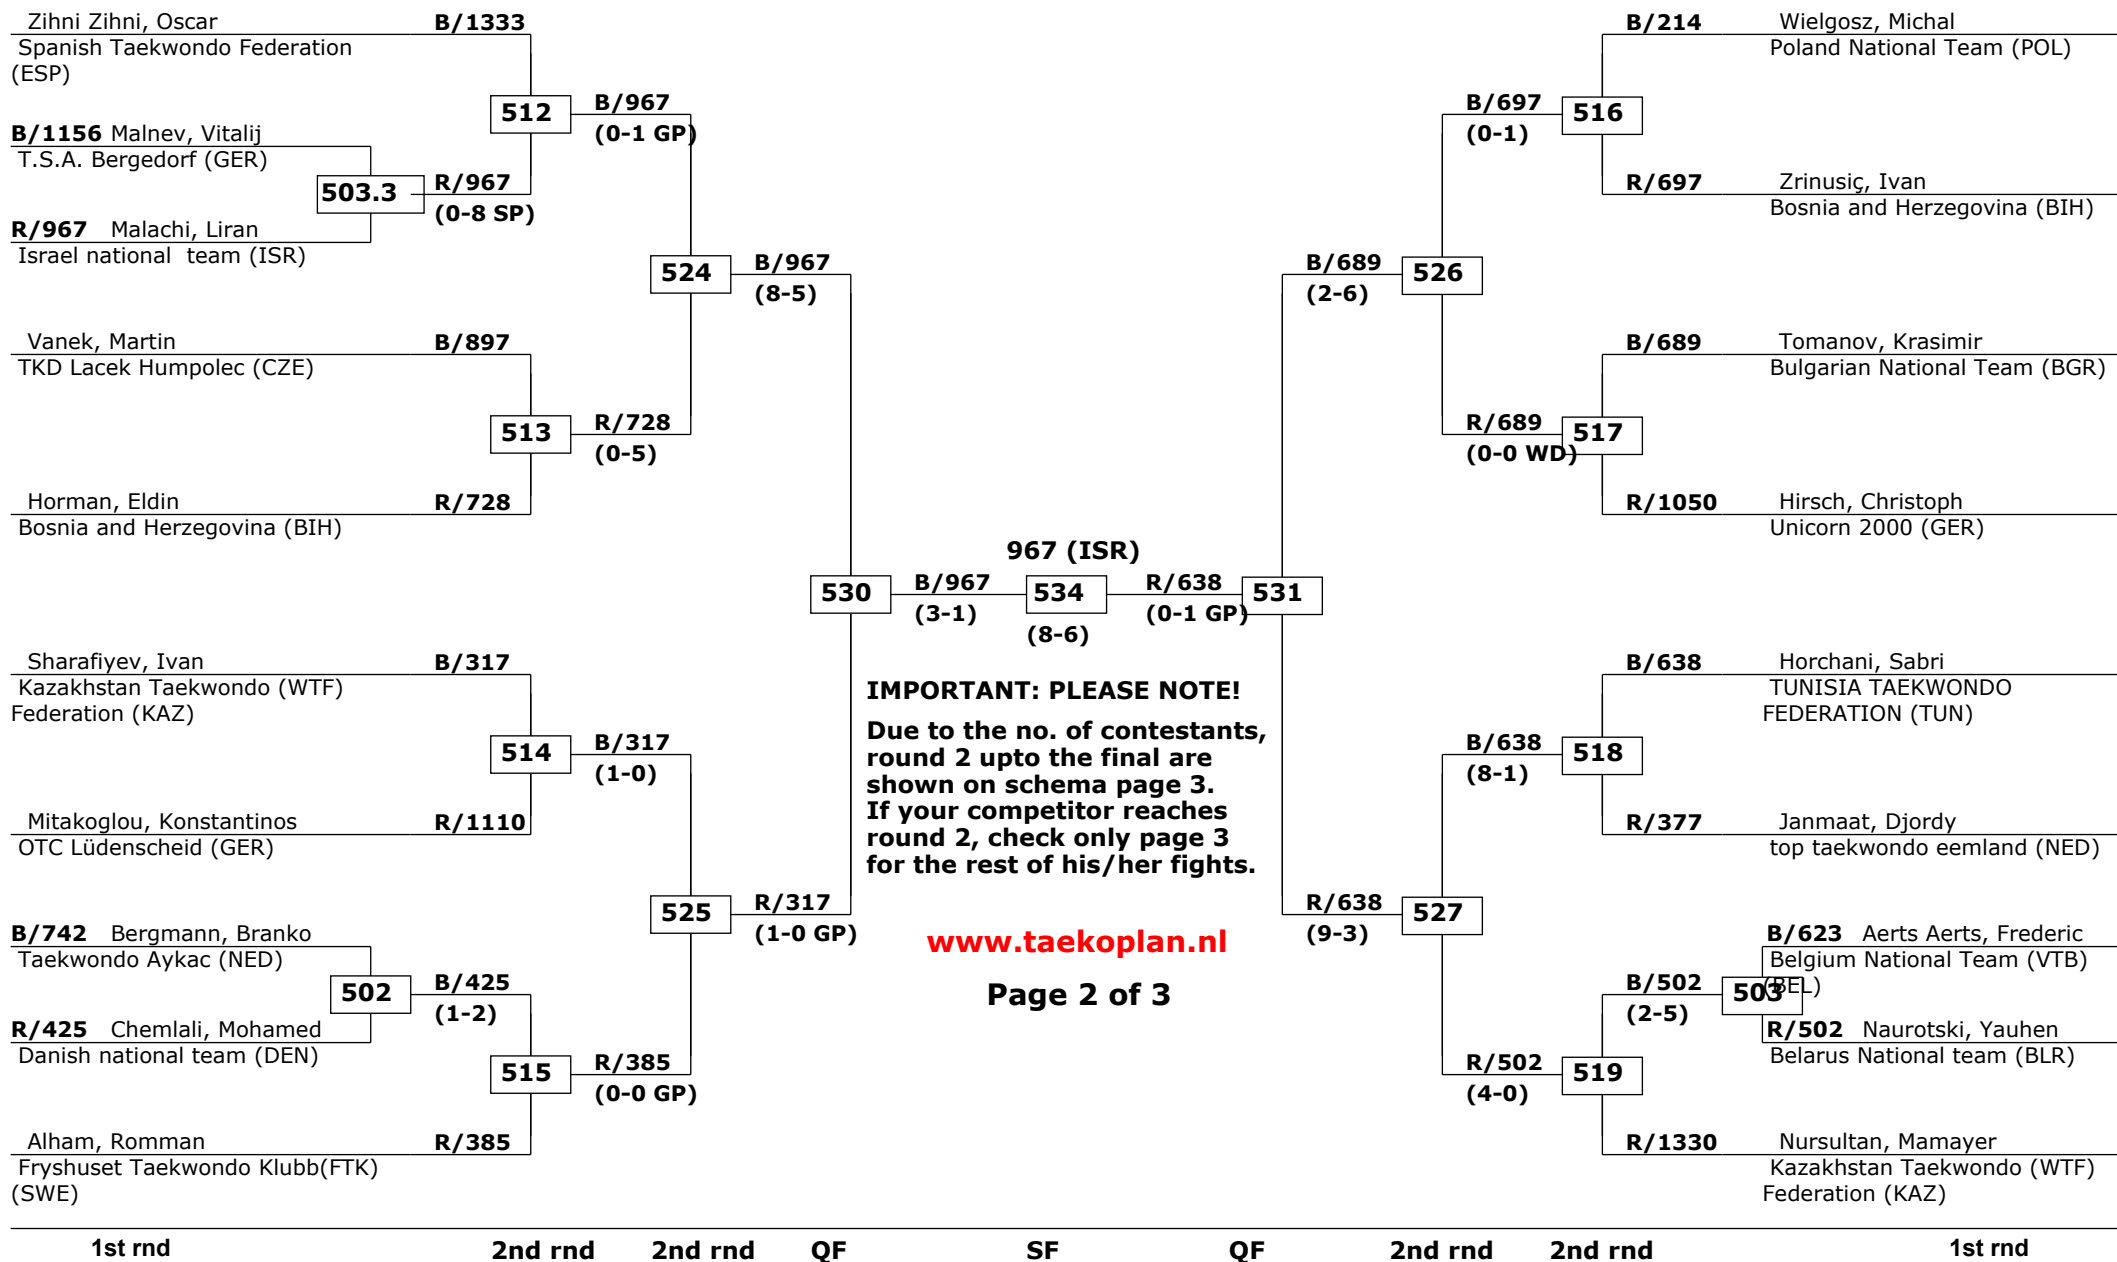 Zihni Zihni, Oscar
B/1333
Spanish Taekwondo Federation
(ESP)
512
B/967
(0-1 GP)
B/1156 Malnev, Vitalij
T.S.A. Bergedorf (GER)
503.3
R/967
(0-8 SP)
R/967 Malachi, Liran
Israel national team (ISR)
524
B/967
(8-5)
Vanek, Martin
B/897
TKD Lacek Humpolec (CZE)
513
R/728
(0-5)
Horman, Eldin
R/728
Bosnia and Herzegovina (BIH)
530
B/967
(3-1)
967 (ISR)
534
(8-6)
R/638
(0-1 GP)
531
Sharafiyev, Ivan
B/317
Kazakhstan Taekwondo (WTF)
Federation (KAZ)
514
B/317
(1-0)
Mitakoglou, Konstantinos
R/1110
OTC Lüdenscheid (GER)
525
R/317
(1-0 GP)
B/742 Bergmann, Branko
Taekwondo Aykac (NED)
502
B/425
(1-2)
R/425 Chemlali, Mohamed
Danish national team (DEN)
515
R/385
(0-0 GP)
Alham, Romman
R/385
Fryshuset Taekwondo Klubb(FTK)
(SWE)
IMPORTANT: PLEASE NOTE!
Due to the no. of contestants,
round 2 upto the final are
shown on schema page 3.
If your competitor reaches
round 2, check only page 3
for the rest of his/her fights.
www.taekoplan.nl
Page 2 of 3
B/214
Wielgosz, Michal
Poland National Team (POL)
B/697
(0-1)
516
R/697
Zrinusiç, Ivan
Bosnia and Herzegovina (BIH)
B/689
(2-6)
526
B/689
Tomanov, Krasimir
Bulgarian National Team (BGR)
R/689
(0-0 WD)
517
R/1050
Hirsch, Christoph
Unicorn 2000 (GER)
B/638
Horchani, Sabri
TUNISIA TAEKWONDO
FEDERATION (TUN)
B/638
(8-1)
518
R/377
Janmaat, Djordy
top taekwondo eemland (NED)
R/638
(9-3)
527
B/623 Aerts Aerts, Frederic
Belgium National Team (VTB)
(BEL)
B/502
(2-5)
503
R/502 Naurotski, Yauhen
Belarus National team (BLR)
R/502
(4-0)
519
R/1330
Nursultan, Mamayer
Kazakhstan Taekwondo (WTF)
Federation (KAZ)
1st rnd 2nd rnd 2nd rnd QF SF QF 2nd rnd 2nd rnd 1st rnd